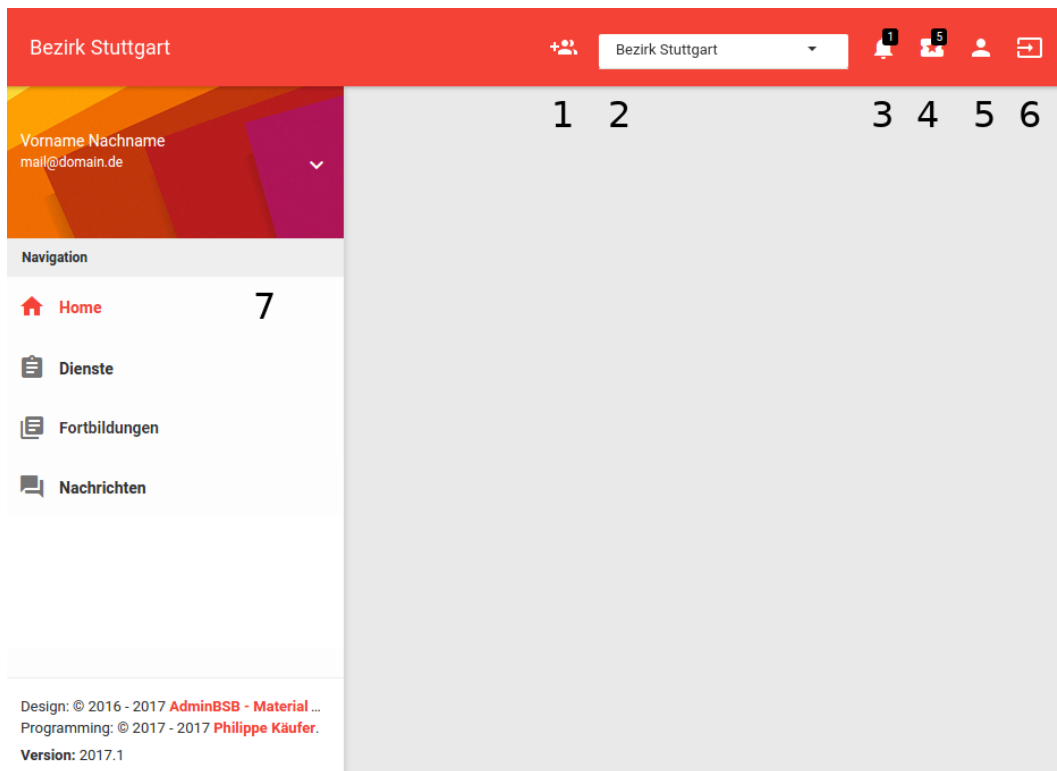 Bezirk Stuttgart
Bezirk Stuttgart
1
5
1 2 3 4 5 6
Vorname Nachname
mail@domain.de
Navigation
Home
7
Dienste
Fortbildungen
Nachrichten
Design: © 2016 - 2017 AdminBSB - Material ...
Programming: © 2017 - 2017 Philippe Käufer.
Version: 2017.1